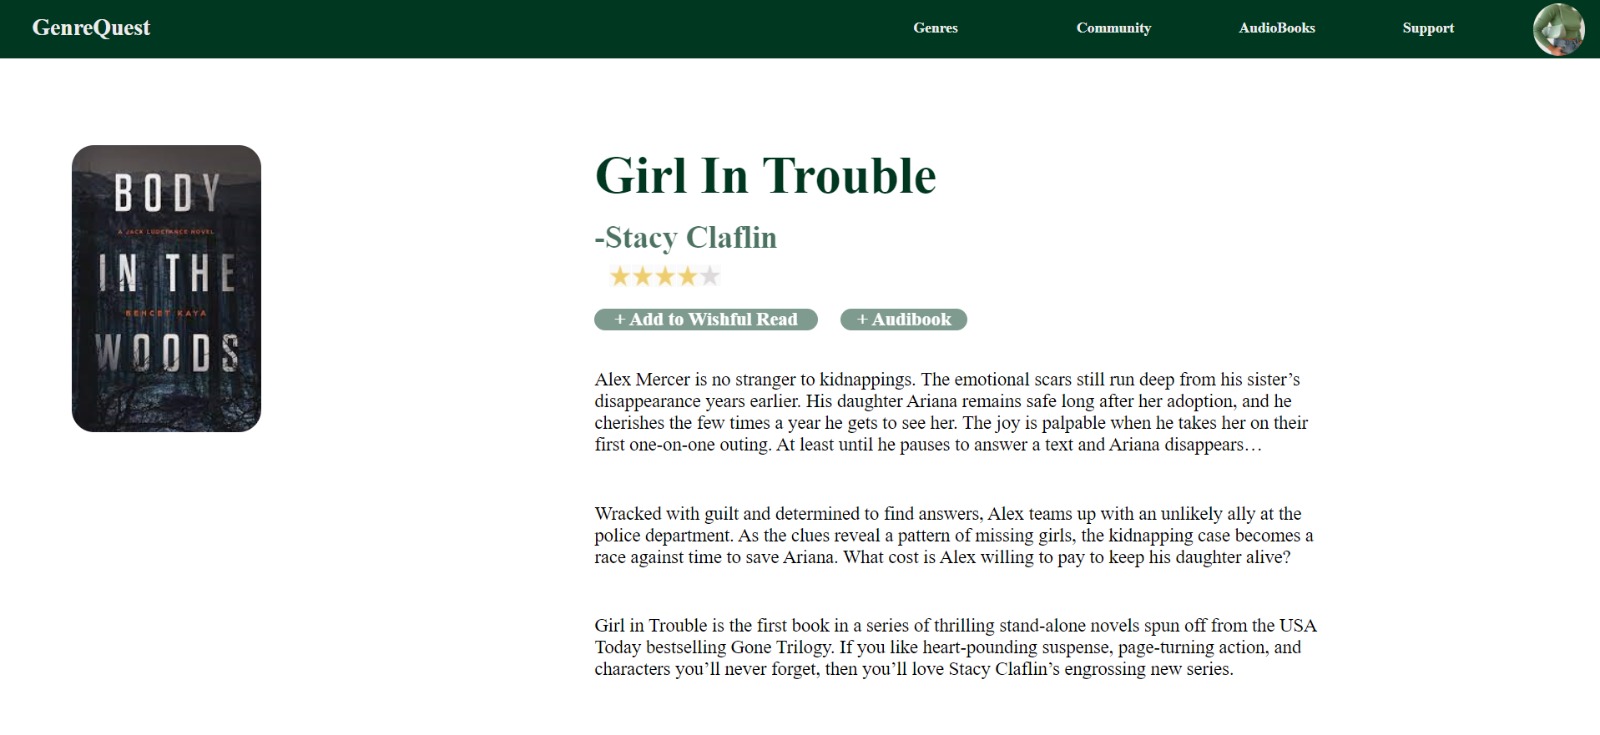 GenreQuest
Genres
Community
AudioBooks
Support
BODY
A JACK LUDEFANCE NOVEL
IN THE
BEHCET KAYA
WOODS
Girl In Trouble
-Stacy Claflin
+ Add to Wishful Read
+ Audibook
Alex Mercer is no stranger to kidnappings. The emotional scars still run deep from his sister’s
disappearance years earlier. His daughter Ariana remains safe long after her adoption, and he
cherishes the few times a year he gets to see her. The joy is palpable when he takes her on their
first one-on-one outing. At least until he pauses to answer a text and Ariana disappears…
Wracked with guilt and determined to find answers, Alex teams up with an unlikely ally at the
police department. As the clues reveal a pattern of missing girls, the kidnapping case becomes a
race against time to save Ariana. What cost is Alex willing to pay to keep his daughter alive?
Girl in Trouble is the first book in a series of thrilling stand-alone novels spun off from the USA
Today bestselling Gone Trilogy. If you like heart-pounding suspense, page-turning action, and
characters you’ll never forget, then you’ll love Stacy Claflin’s engrossing new series.